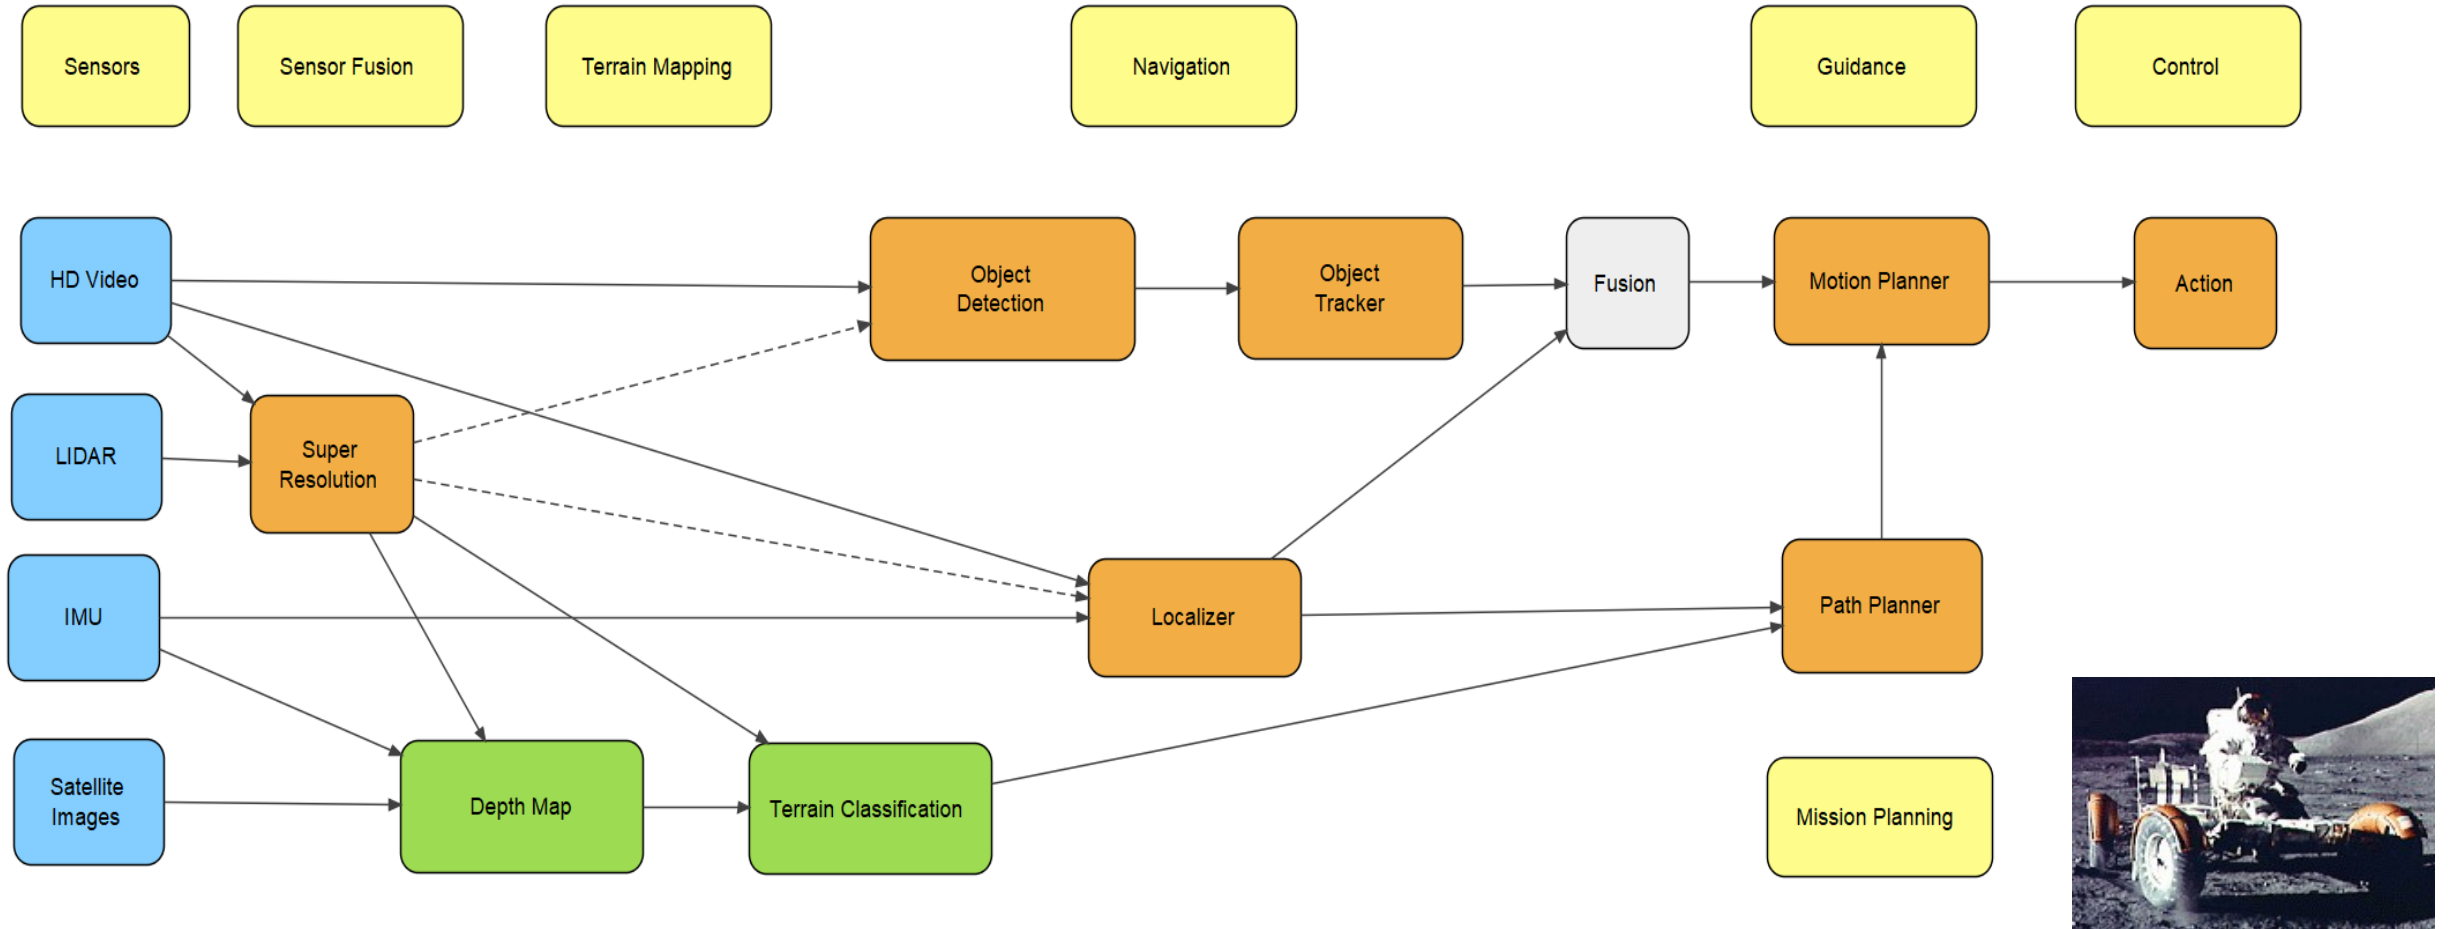 Sensors
Sensor Fusion
Terrain Mapping
Navigation
Guidance
Control
HD Video
Object
Detection
Object
Tracker
Fusion
Motion Planner
Action
LIDAR
Super
Resolution
IMU
Localizer
Path Planner
Satellite
Images
Depth Map
Terrain Classification
Mission Planning